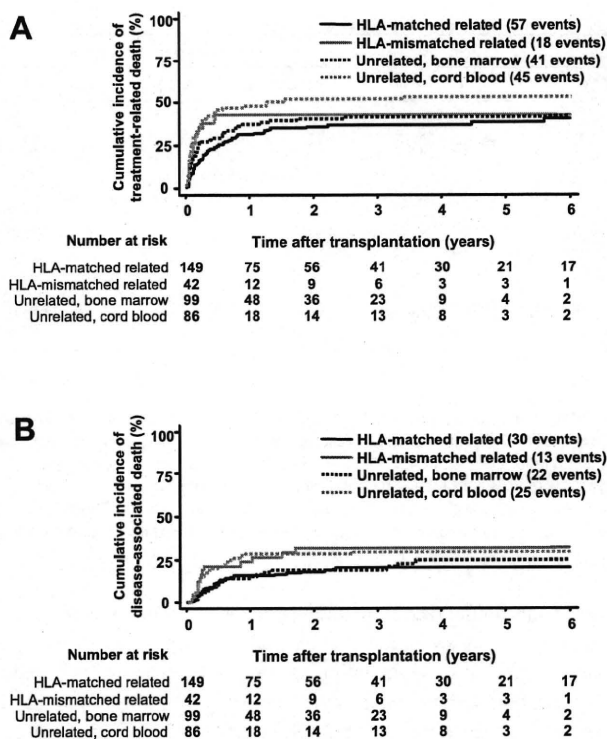 A
Cumulative incidence of
treatment-related death (%)
100
75
50
25
0
HLA-matched related (57 events)
HLA-mismatched related (18 events)
Unrelated, bone marrow (41 events)
Unrelated, cord blood (45 events)
0 1 2 3 4 5 6
Number at risk Time after transplantation (years)
HLA-matched related 149 75 56 41 30 21 17
HLA-mismatched related 42 12 9 6 3 3 1
Unrelated, bone marrow 99 48 36 23 9 4 2
Unrelated, cord blood 86 18 14 13 8 3 2
B
Cumulative incidence of
disease-associated death (%)
100
75
50
25
0
HLA-matched related (30 events)
HLA-mismatched related (13 events)
Unrelated, bone marrow (22 events)
Unrelated, cord blood (25 events)
0 1 2 3 4 5 6
Number at risk Time after transplantation (years)
HLA-matched related 149 75 56 41 30 21 17
HLA-mismatched related 42 12 9 6 3 3 1
Unrelated, bone marrow 99 48 36 23 9 4 2
Unrelated, cord blood 86 18 14 13 8 3 2